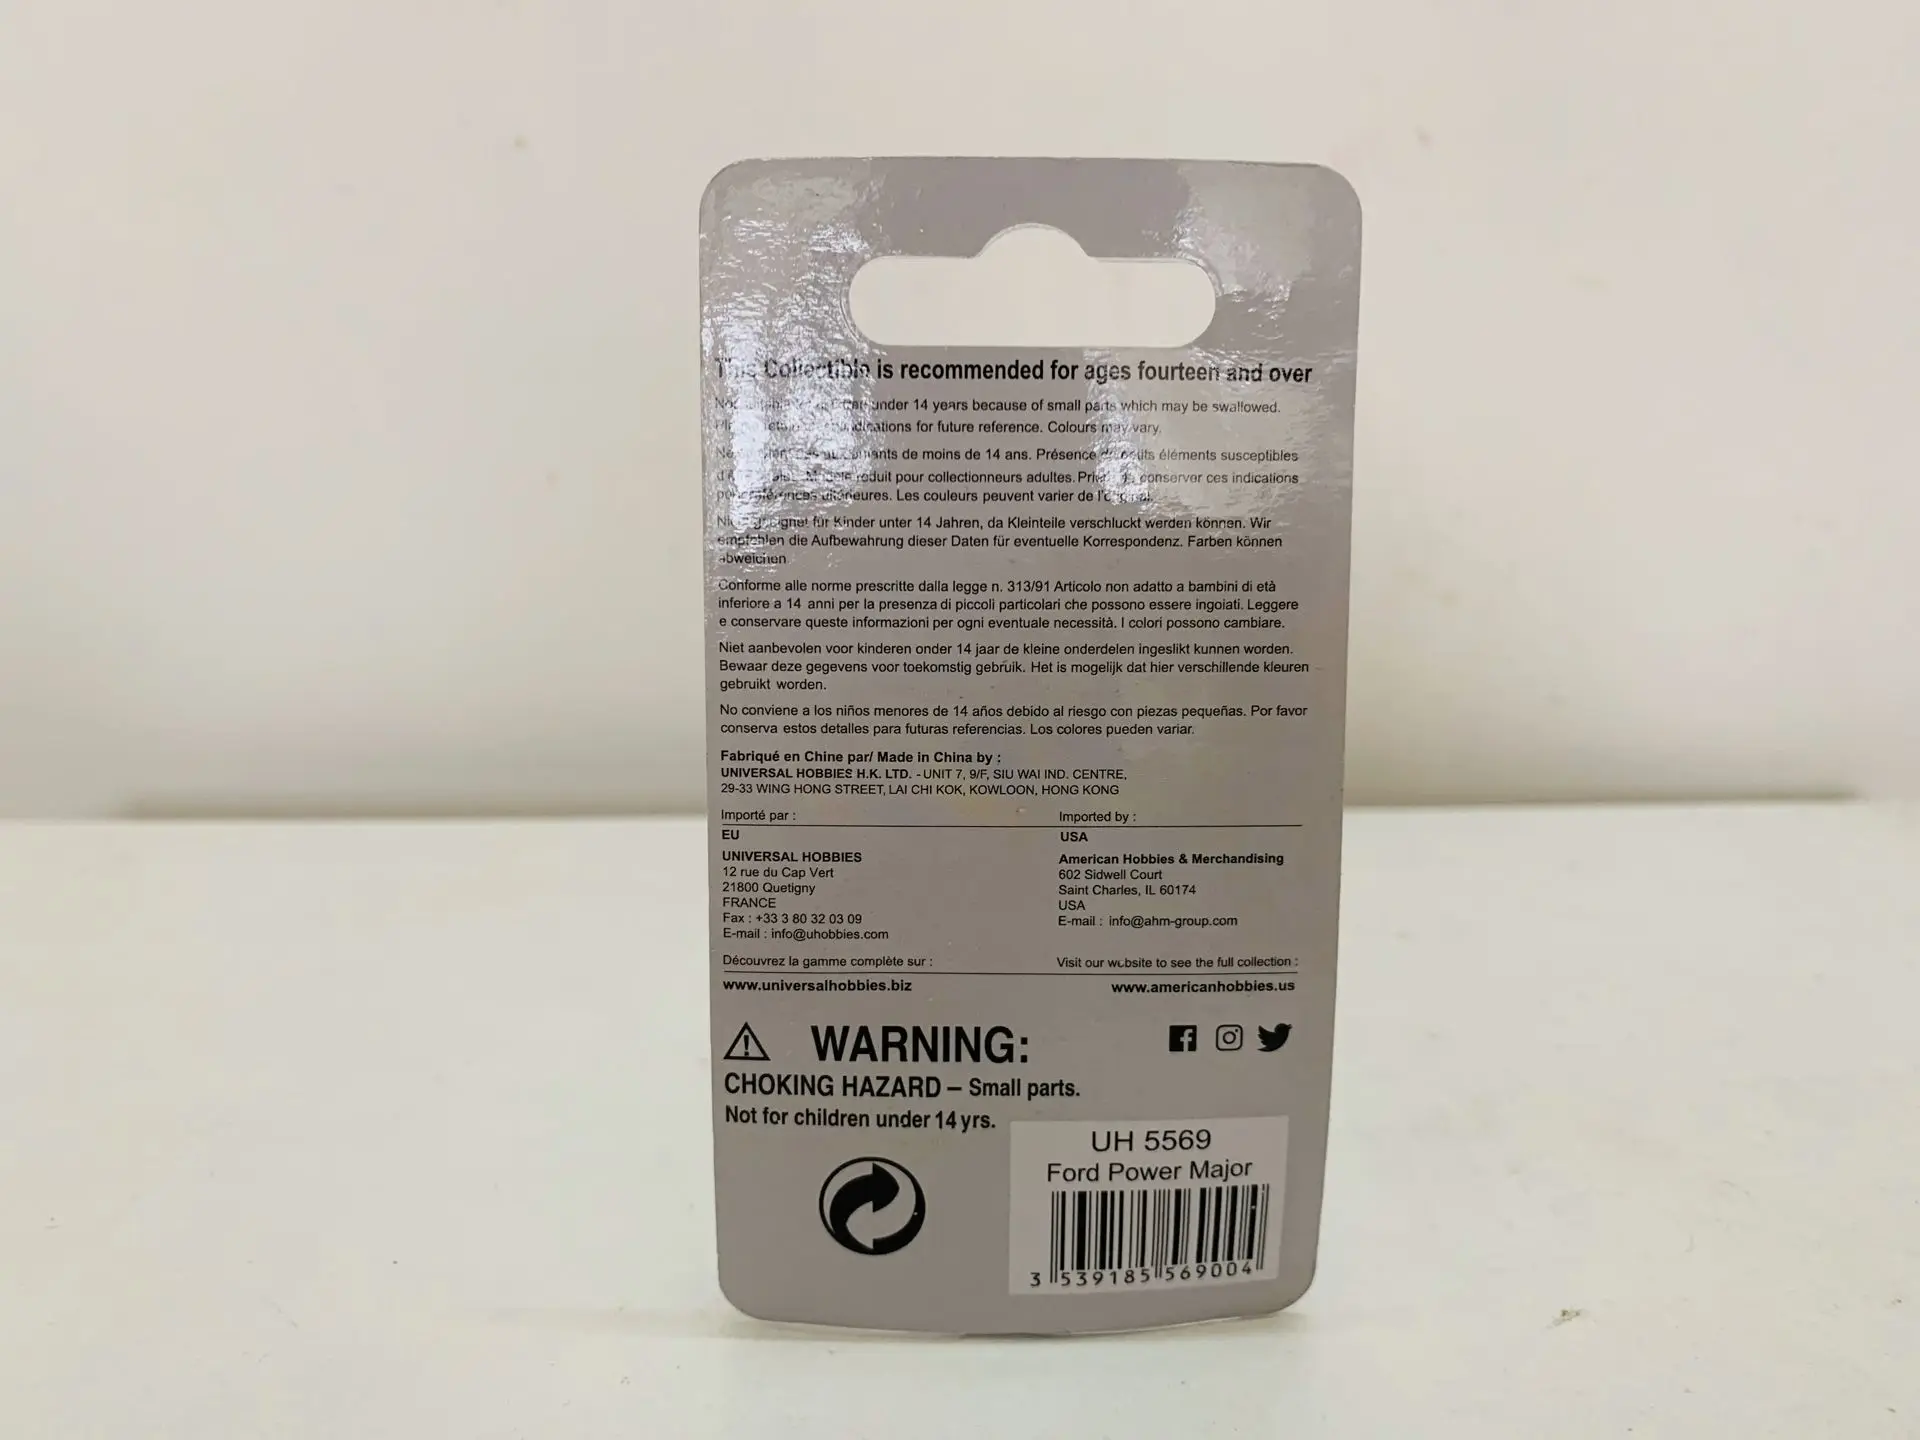 This Collectible is recommended for ages fourteen and over
under 14 years because of small parts which may be swallowed.
indications for future reference. Colours may vary.
de moins de 14 ans. Présence éléments susceptibles
réduit pour collectionneurs adultes. conserver ces indications
ultérieures. Les couleurs peuvent varier de l'original.
für Kinder unter 14 Jahren, da Kleinteile verschluckt werden können. Wir
empfehlen die Aufbewahrung dieser Daten für eventuelle Korrespondenz. Farben können
abweichen
Conforme alle norme prescritte dalla legge n. 313/91 Articolo non adatto a bambini di età
inferiore a 14 anni per la presenza di piccoli particolari che possono essere ingoiati. Leggere
e conservare queste informazioni per ogni eventuale necessità. I colori possono cambiare.
Niet aanbevolen voor kinderen onder 14 jaar de kleine onderdelen ingeslikt kunnen worden.
Bewaar deze gegevens voor toekomstig gebruik. Het is mogelijk dat hier verschillende kleuren
gebruikt worden.
No conviene a los niños menores de 14 años debido al riesgo con piezas pequeñas. Por favor
conserva estos detalles para futuras referencias. Los colores pueden variar.
Fabriqué en Chine par/ Made in China by :
UNIVERSAL HOBBIES H.K. LTD. - UNIT 7, 9/F, SIU WAI IND. CENTRE,
29-33 WING HONG STREET, LAI CHI KOK, KOWLOON, HONG KONG
Importé par :
EU
UNIVERSAL HOBBIES
12 rue du Cap Vert
21800 Quetigny
FRANCE
Fax : +33 3 80 32 03 09
E-mail : info@uhobbies.com
Découvrez la gamme complète sur :
www.universalhobbies.biz
Imported by :
USA
American Hobbies & Merchandising
602 Sidwell Court
Saint Charles, IL 60174
USA
E-mail : info@ahm-group.com
Visit our website to see the full collection :
www.americanhobbies.us
WARNING:
CHOKING HAZARD – Small parts.
Not for children under 14 yrs.
UH 5569
Ford Power Major
3 539185 569004